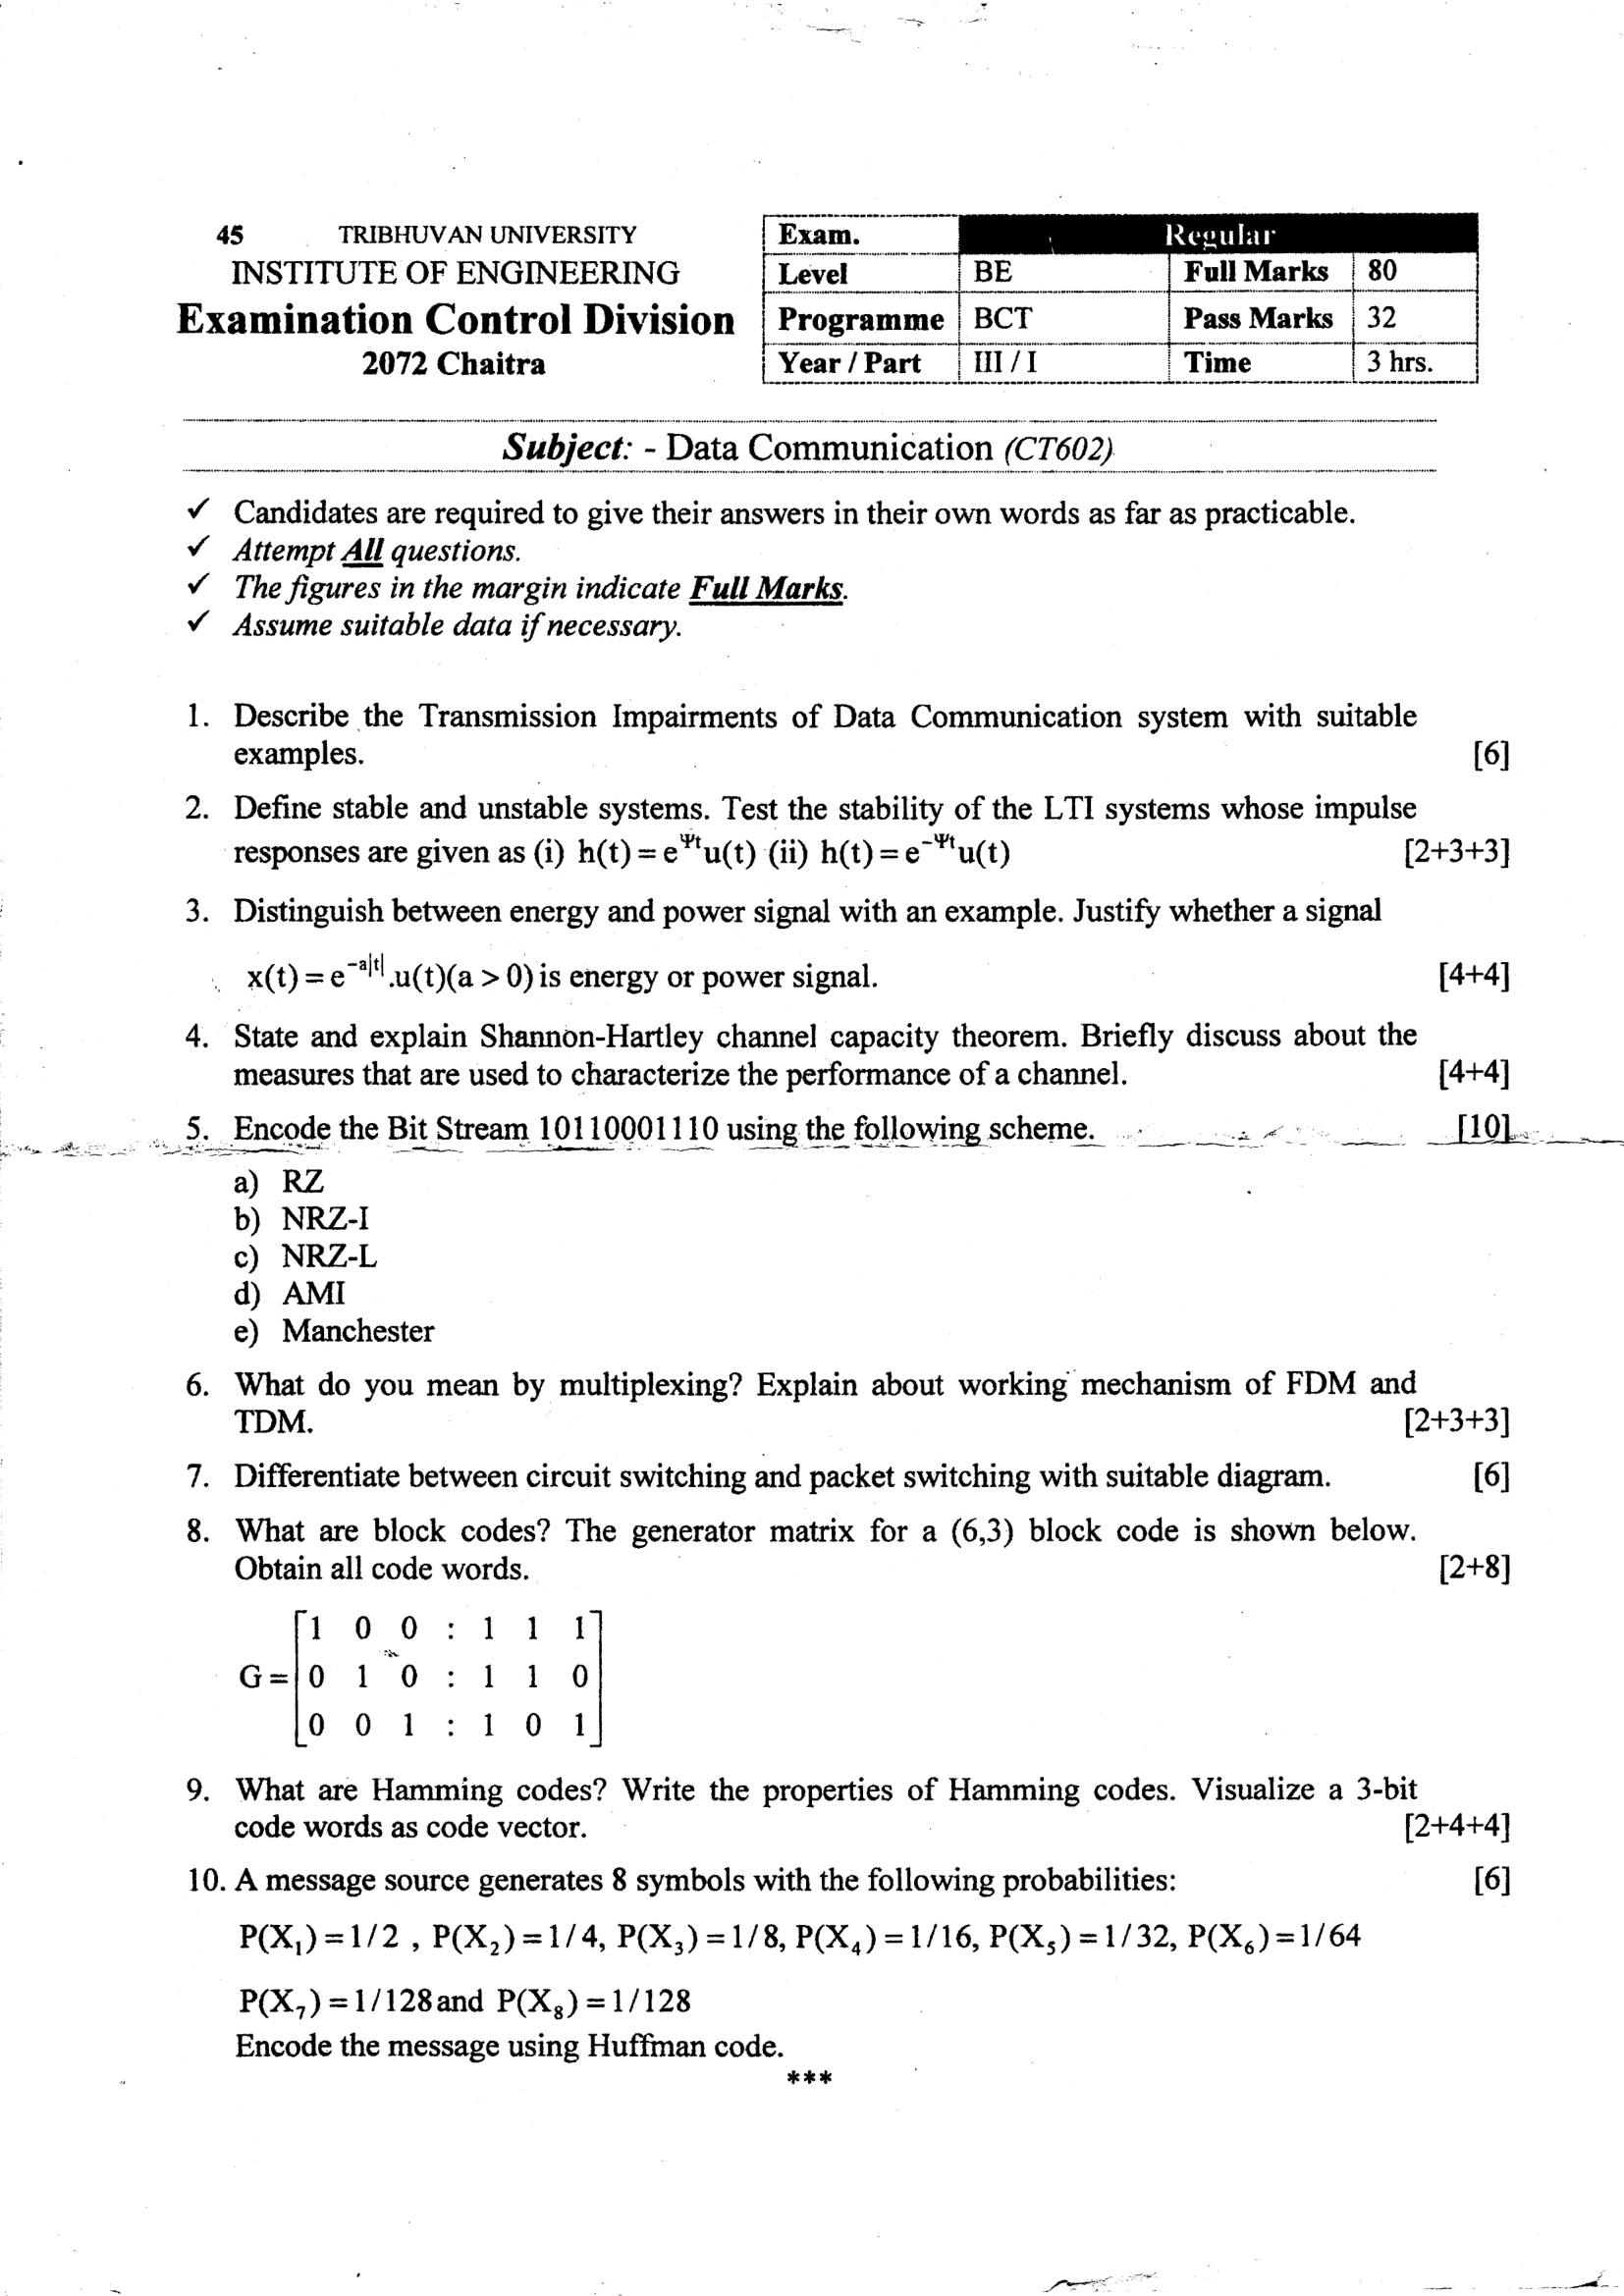 45 TRIBHUVAN UNIVERSITY
INSTITUTE OF ENGINEERING
Examination Control Division
2072 Chaitra
Exam. Regular
Level BE Full Marks 80
Programme BCT Pass Marks 32
Year / Part III / I Time 3 hrs.
Subject: - Data Communication (CT602)
✓ Candidates are required to give their answers in their own words as far as practicable.
✓ Attempt All questions.
✓ The figures in the margin indicate Full Marks.
✓ Assume suitable data if necessary.
1. Describe the Transmission Impairments of Data Communication system with suitable
examples. [6]
2. Define stable and unstable systems. Test the stability of the LTI systems whose impulse
responses are given as (i) h(t) = e^Ψt u(t) (ii) h(t) = e^-Ψt u(t) [2+3+3]
3. Distinguish between energy and power signal with an example. Justify whether a signal
x(t) = e^-a|t| .u(t)(a > 0) is energy or power signal. [4+4]
4. State and explain Shannon-Hartley channel capacity theorem. Briefly discuss about the
measures that are used to characterize the performance of a channel. [4+4]
5. Encode the Bit Stream 10110001110 using the following scheme. [10]
a) RZ
b) NRZ-I
c) NRZ-L
d) AMI
e) Manchester
6. What do you mean by multiplexing? Explain about working mechanism of FDM and
TDM. [2+3+3]
7. Differentiate between circuit switching and packet switching with suitable diagram. [6]
8. What are block codes? The generator matrix for a (6,3) block code is shown below.
Obtain all code words. [2+8]
1 0 0 : 1 1 1
G = 0 1 0 : 1 1 0
0 0 1 : 1 0 1
9. What are Hamming codes? Write the properties of Hamming codes. Visualize a 3-bit
code words as code vector. [2+4+4]
10. A message source generates 8 symbols with the following probabilities: [6]
P(X₁) = 1/2 , P(X₂) = 1/4, P(X₃) = 1/8, P(X₄) = 1/16, P(X₅) = 1/32, P(X₆) = 1/64
P(X₇) = 1/128 and P(X₈) = 1/128
Encode the message using Huffman code.
***